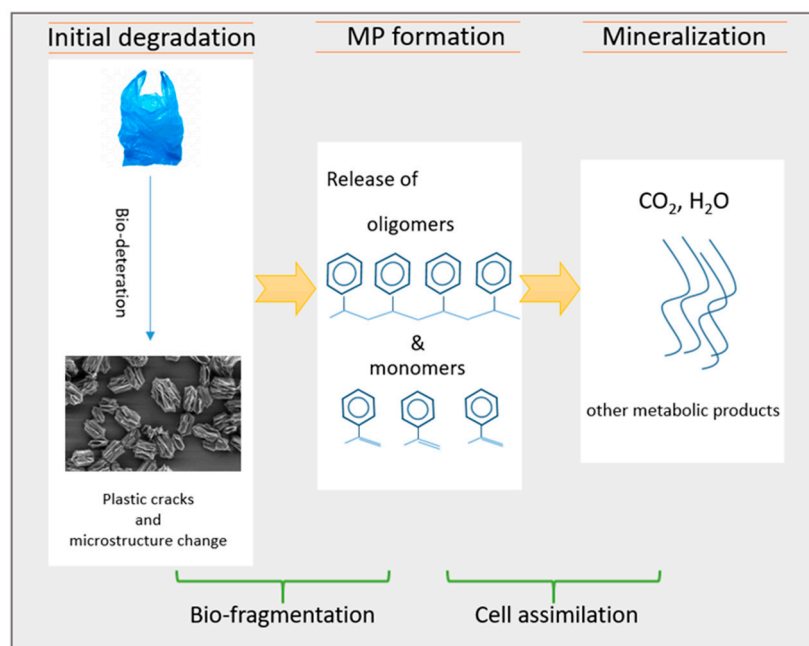 Initial degradation
MP formation
Mineralization
Bio-deteration
Plastic cracks
and
microstructure change
Release of
oligomers
&
monomers
CO₂, H₂O
other metabolic products
Bio-fragmentation
Cell assimilation